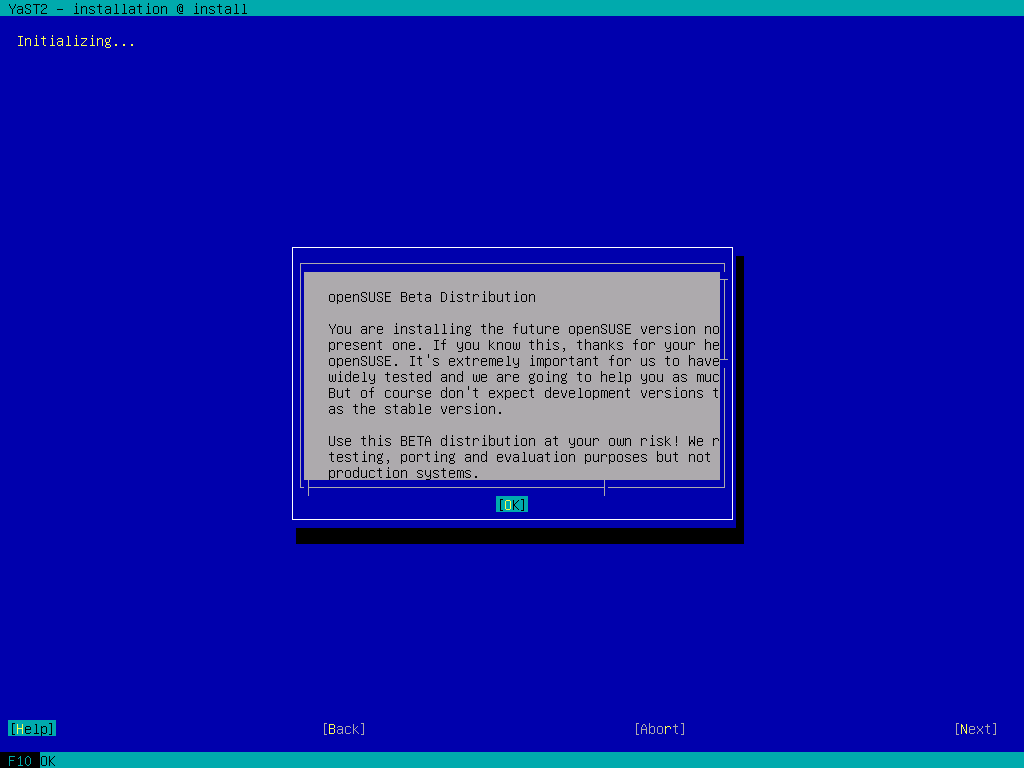 YaST2 - installation @ install
Initializing...
openSUSE Beta Distribution
You are installing the future openSUSE version no
present one. If you know this, thanks for your he
openSUSE. It's extremely important for us to have
widely tested and we are going to help you as muc
But of course don't expect development versions t
as the stable version.
Use this BETA distribution at your own risk! We r
testing, porting and evaluation purposes but not
production systems.
[OK]
[Help] [Back] [Abort] [Next]
F10 OK